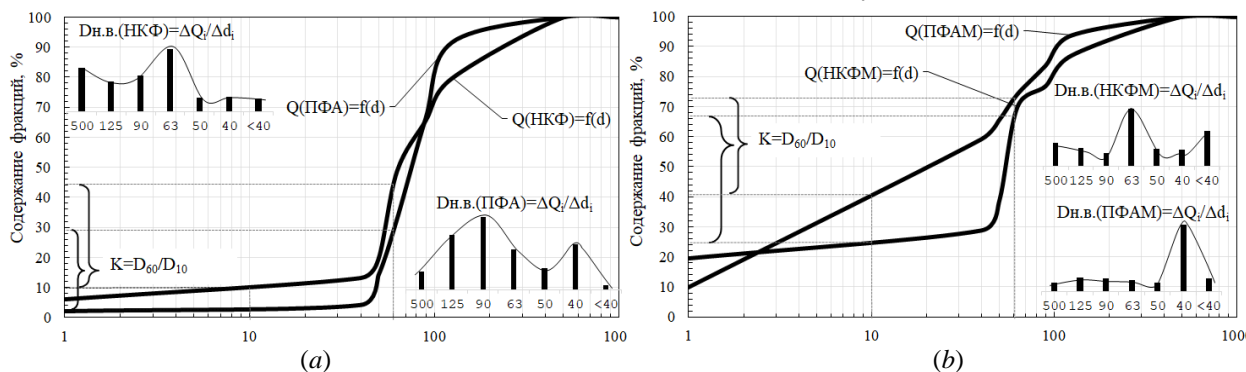 Содержание фракций, %
100
90
80
70
60
50
40
30
20
10
0
Dн.в.(НКФ)=ΔQi/Δdi
500 125 90 63 50 40 <40
Q(ПФА)=f(d)
Q(НКФ)=f(d)
K=D60/D10
Dн.в.(ПФА)=ΔQi/Δdi
500 125 90 63 50 40 <40
1 10 100 1000
(a)
Содержание фракций, %
100
90
80
70
60
50
40
30
20
10
0
Q(ПФАМ)=f(d)
Q(НКФМ)=f(d)
K=D60/D10
Dн.в.(НКФМ)=ΔQi/Δdi
500 125 90 63 50 40 <40
Dн.в.(ПФАМ)=ΔQi/Δdi
500 125 90 63 50 40 <40
1 10 100 1000
(b)